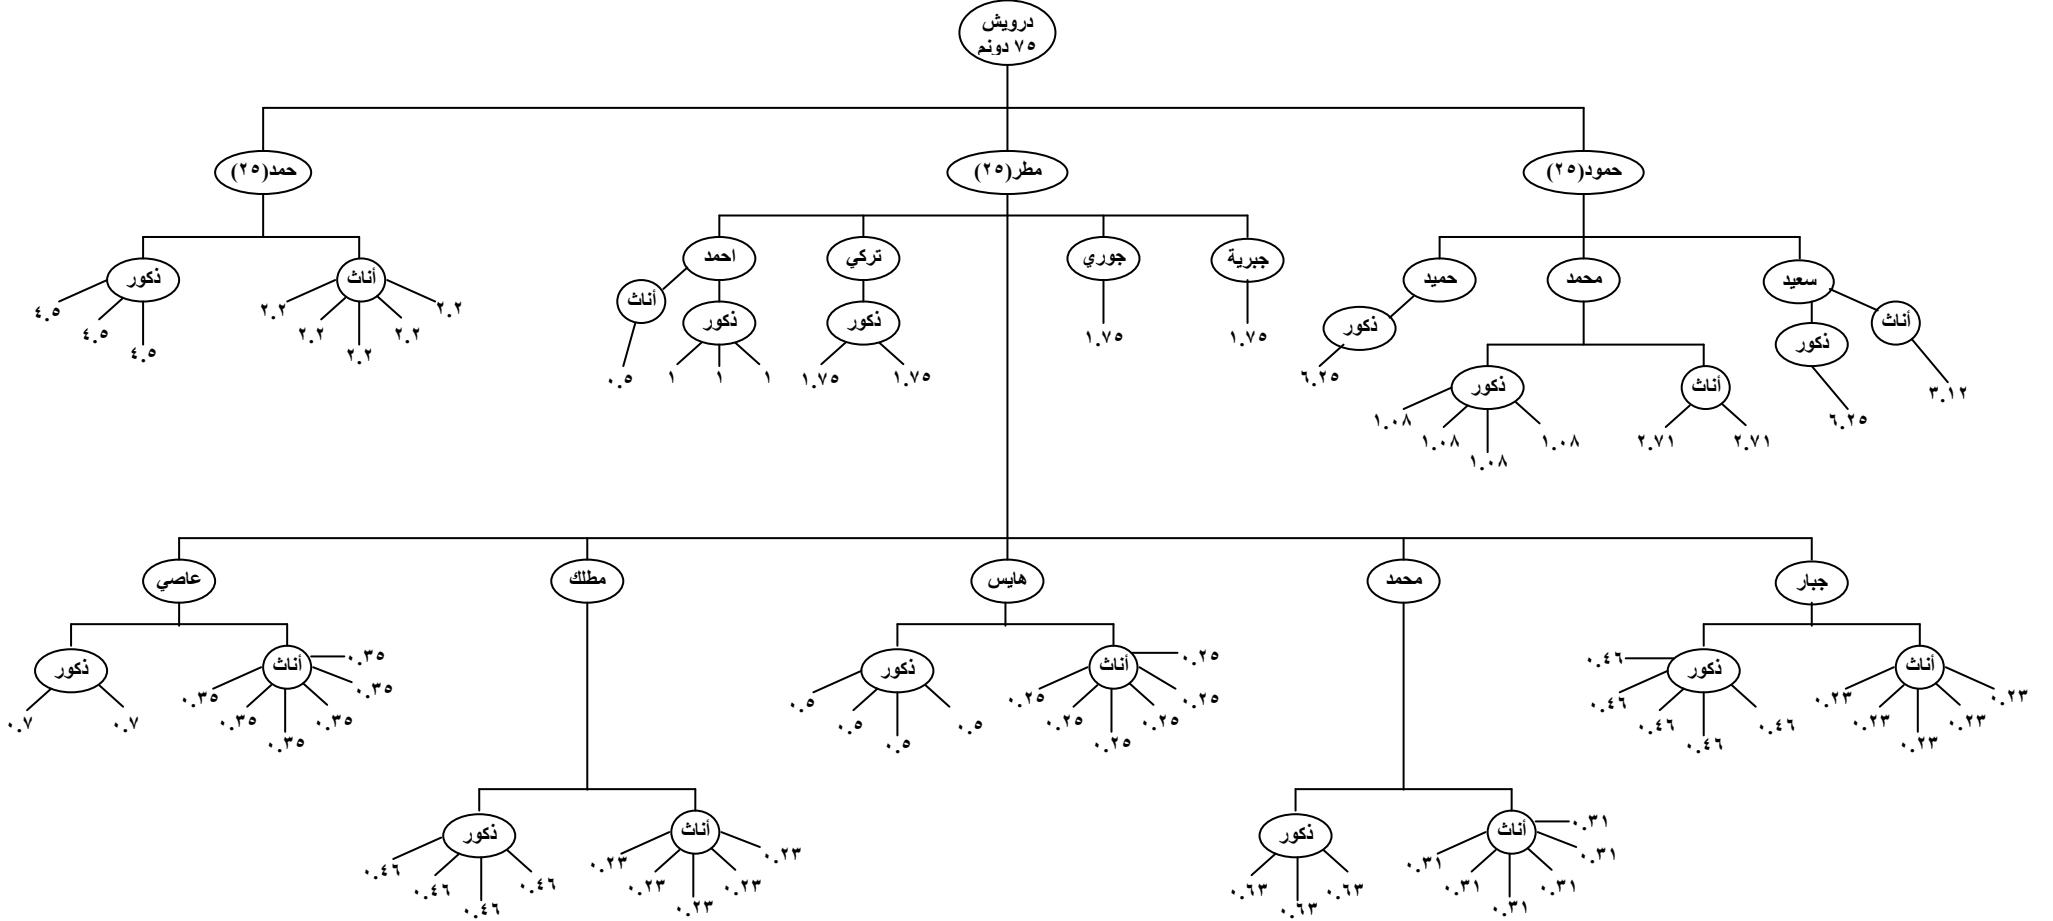 درويش
٧٥ دونم
حمود(٢٥)
مطر(٢٥)
حمد(٢٥)
سعيد
محمد
حميد
أناث
٣.١٢
ذكور
٦.٢٥
أناث
٢.٧١
٢.٧١
ذكور
١.٠٨
١.٠٨
١.٠٨
١.٠٨
ذكور
٦.٢٥
جبرية
جوري
تركي
احمد
١.٧٥
١.٧٥
ذكور
١.٧٥
١.٧٥
ذكور
١
١
١
أناث
٠.٥
أناث
٢.٢
٢.٢
٢.٢
٢.٢
٢.٢
ذكور
٤.٥
٤.٥
٤.٥
جبار
محمد
هايس
مطلك
عاصي
أناث
٠.٢٣
٠.٢٣
٠.٢٣
٠.٢٣
٠.٢٣
ذكور
٠.٤٦
٠.٤٦
٠.٤٦
٠.٤٦
٠.٤٦
أناث
٠.٣١
٠.٣١
٠.٣١
٠.٣١
٠.٣١
٠.٣١
ذكور
٠.٦٣
٠.٦٣
٠.٦٣
أناث
٠.٢٥
٠.٢٥
٠.٢٥
٠.٢٥
٠.٢٥
٠.٢٥
ذكور
٠.٥
٠.٥
٠.٥
٠.٥
أناث
٠.٢٣
٠.٢٣
٠.٢٣
٠.٢٣
٠.٢٣
ذكور
٠.٤٦
٠.٤٦
٠.٤٦
٠.٤٦
أناث
٠.٣٥
٠.٣٥
٠.٣٥
٠.٣٥
٠.٣٥
٠.٣٥
ذكور
٠.٧
٠.٧